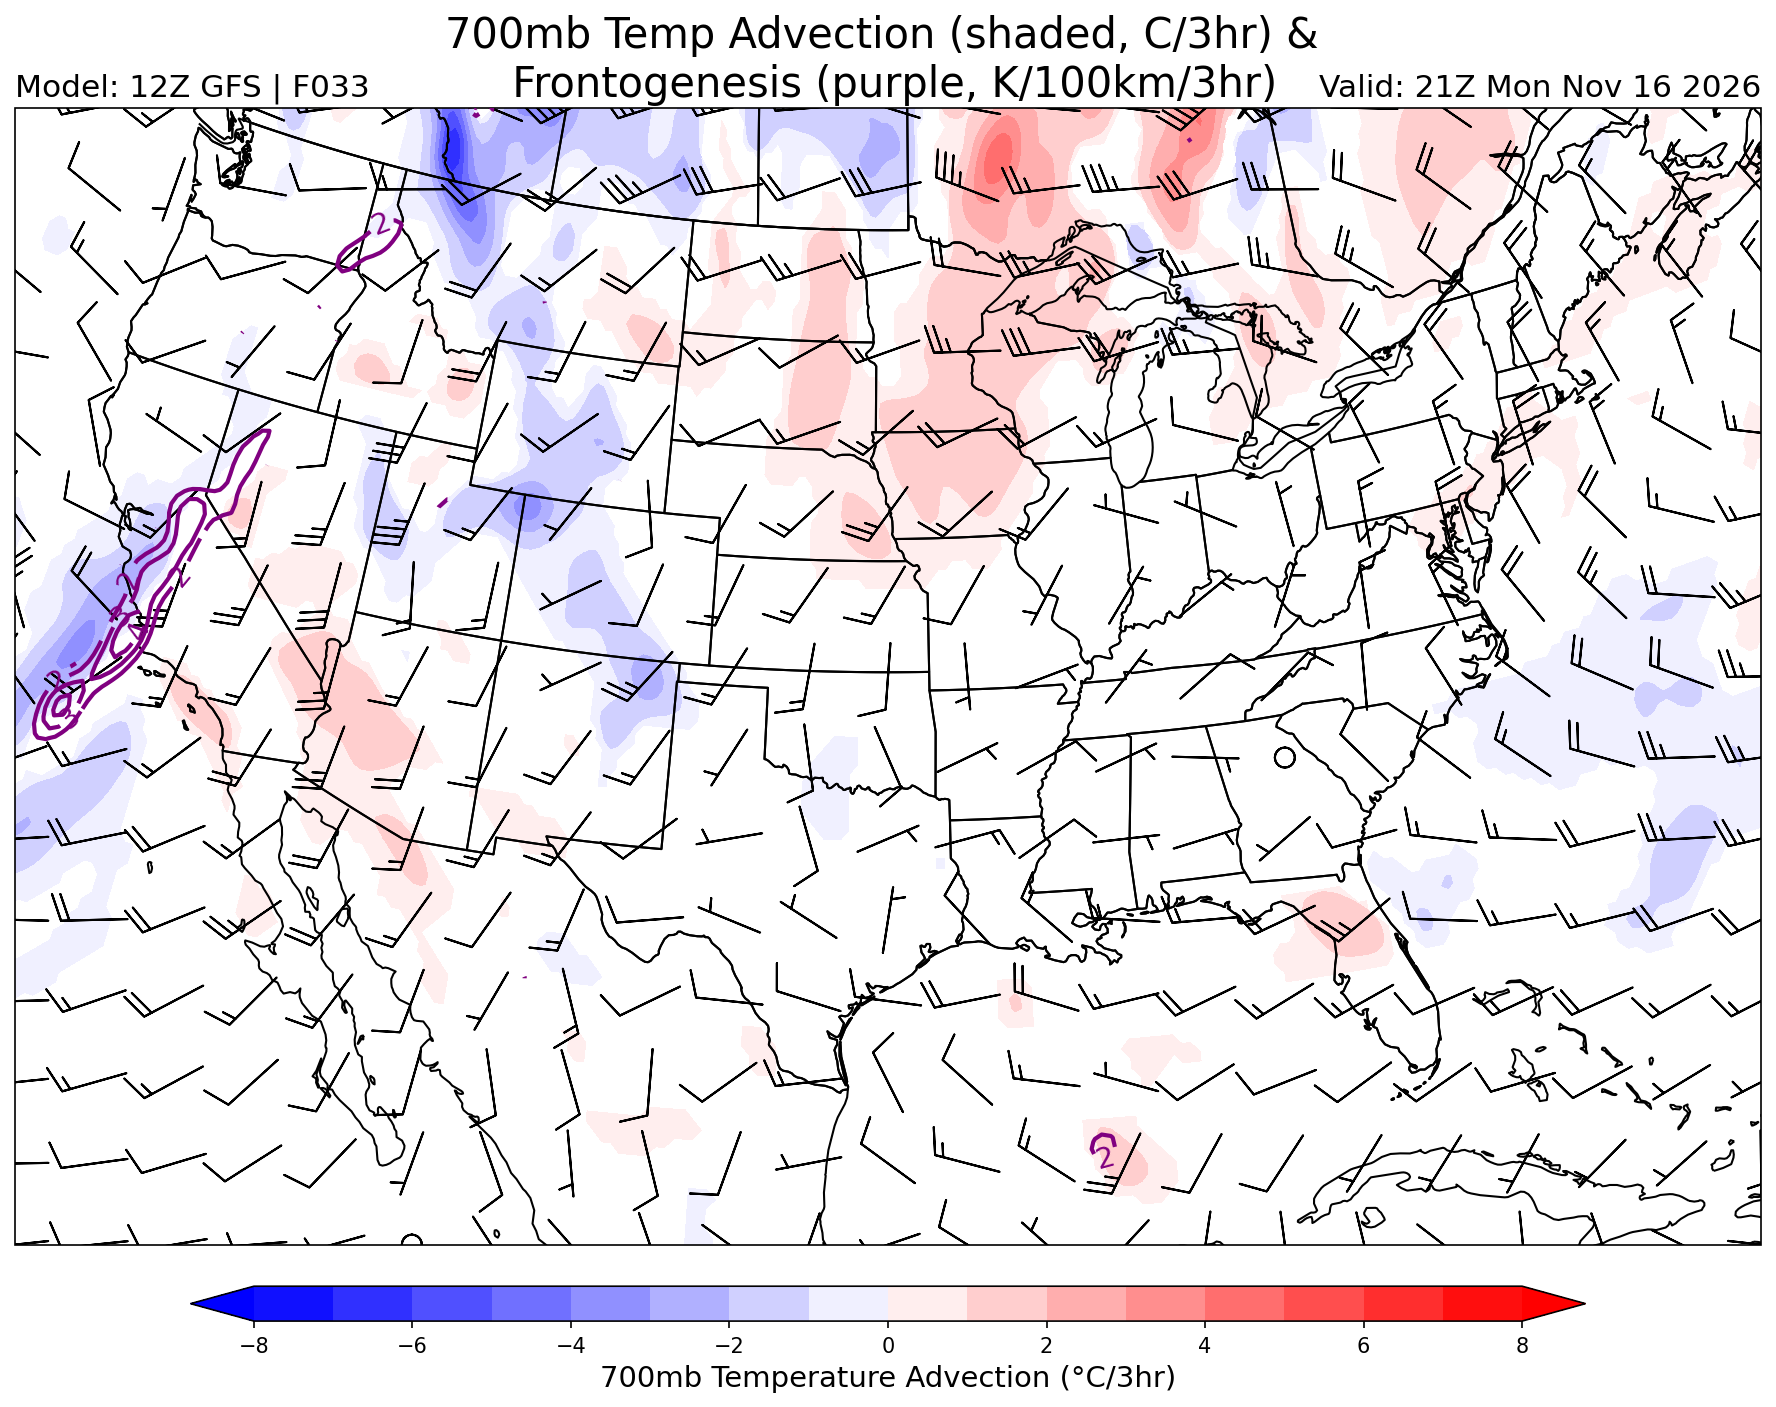 700mb Temp Advection (shaded, C/3hr) &
Frontogenesis (purple, K/100km/3hr)
Model: 12Z GFS | F033
Valid: 21Z Mon Nov 16 2026
2
2
2
2
−8 −6 −4 −2 0 2 4 6 8
700mb Temperature Advection (°C/3hr)